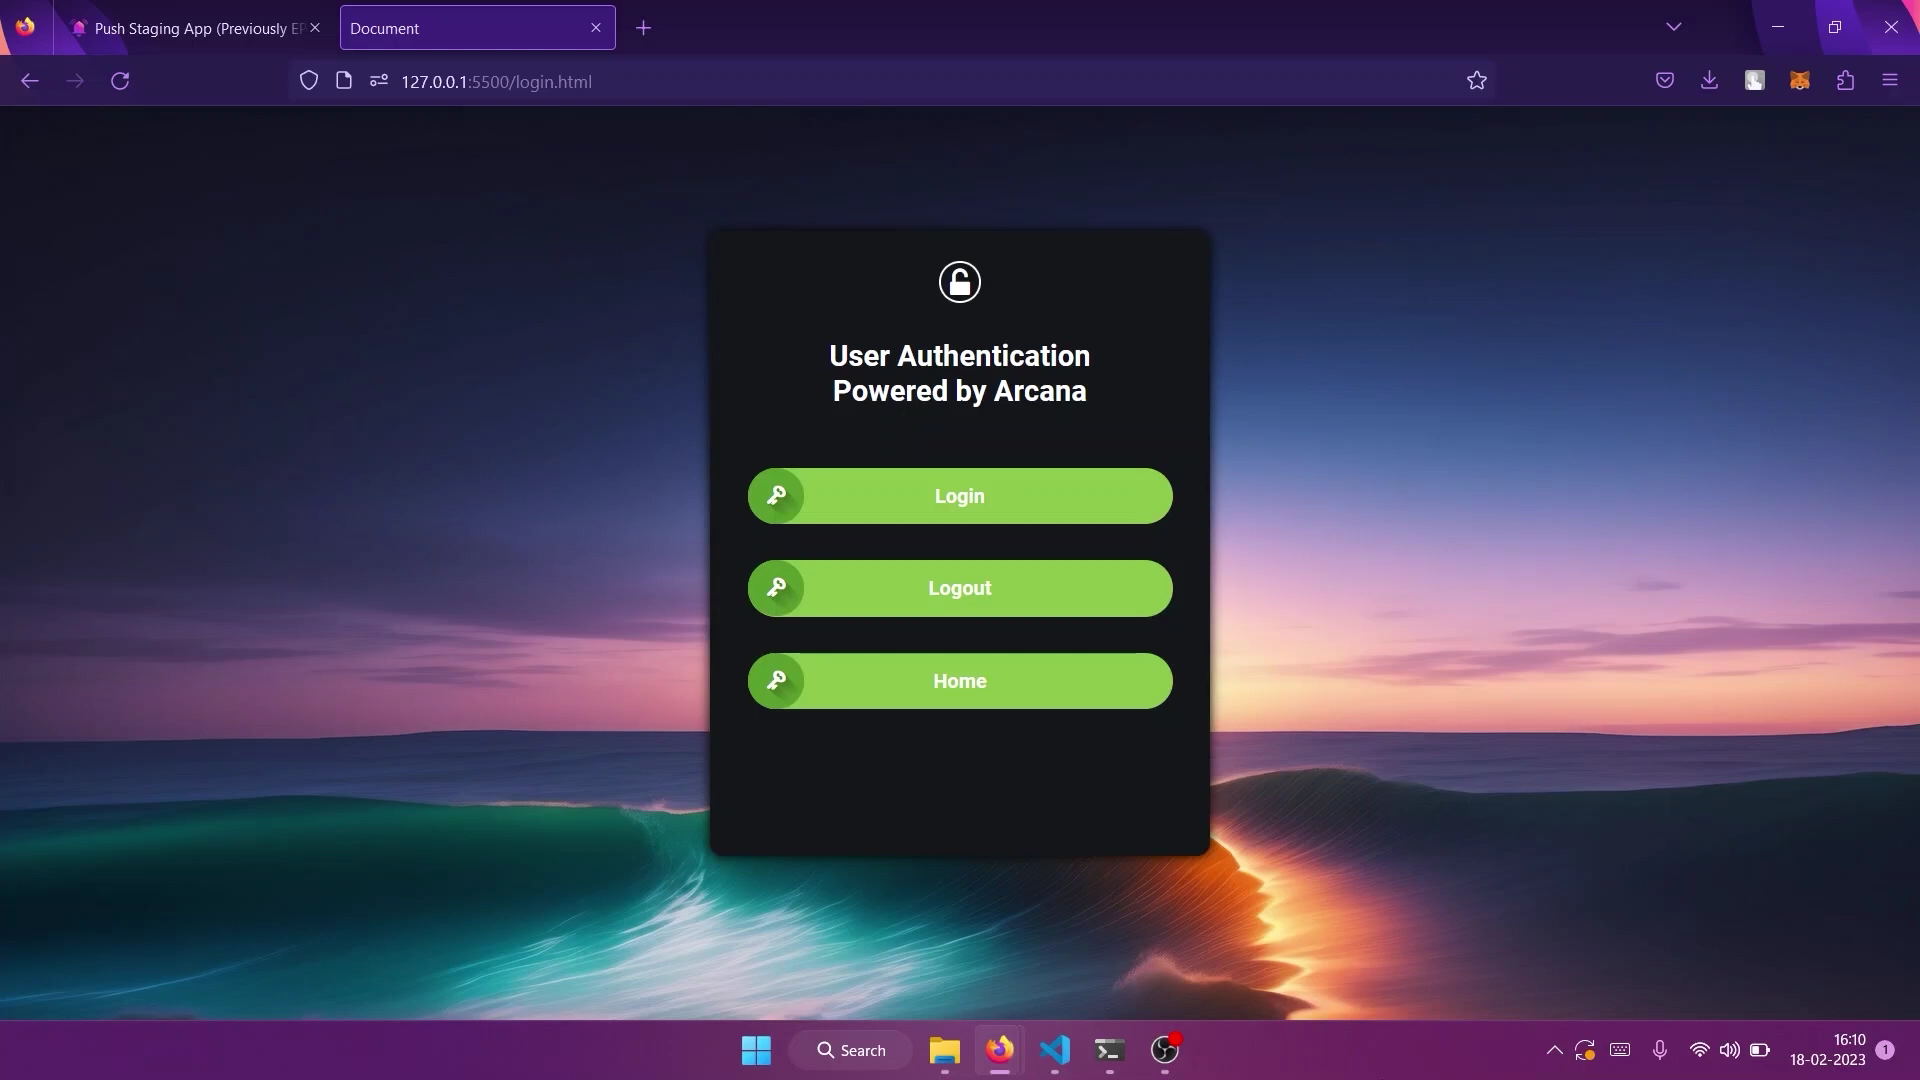 Push Staging App (Previously EP
Document
127.0.0.1:5500/login.html
User Authentication
Powered by Arcana
Login
Logout
Home
Search
16:10
18-02-2023
1